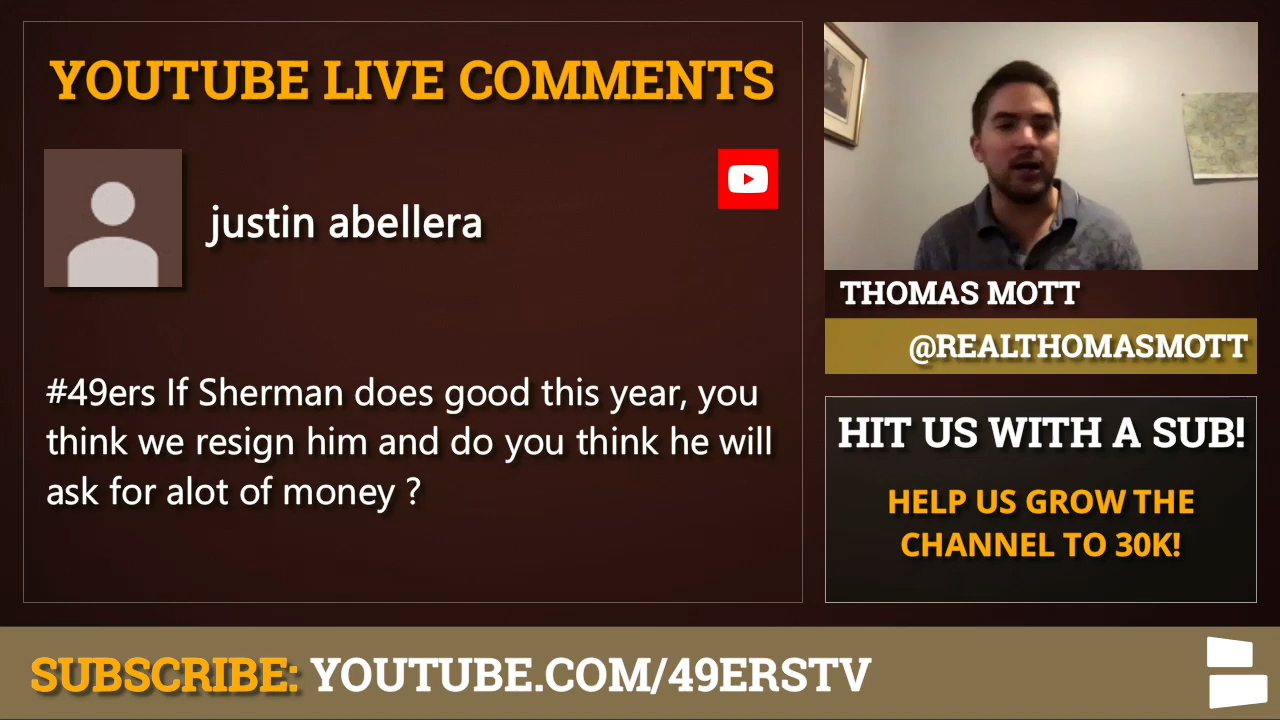 YOUTUBE LIVE COMMENTS
justin abellera
#49ers If Sherman does good this year, you
think we resign him and do you think he will
ask for alot of money ?
THOMAS MOTT
@REALTHOMASMOTT
HIT US WITH A SUB!
HELP US GROW THE
CHANNEL TO 30K!
SUBSCRIBE: YOUTUBE.COM/49ERSTV